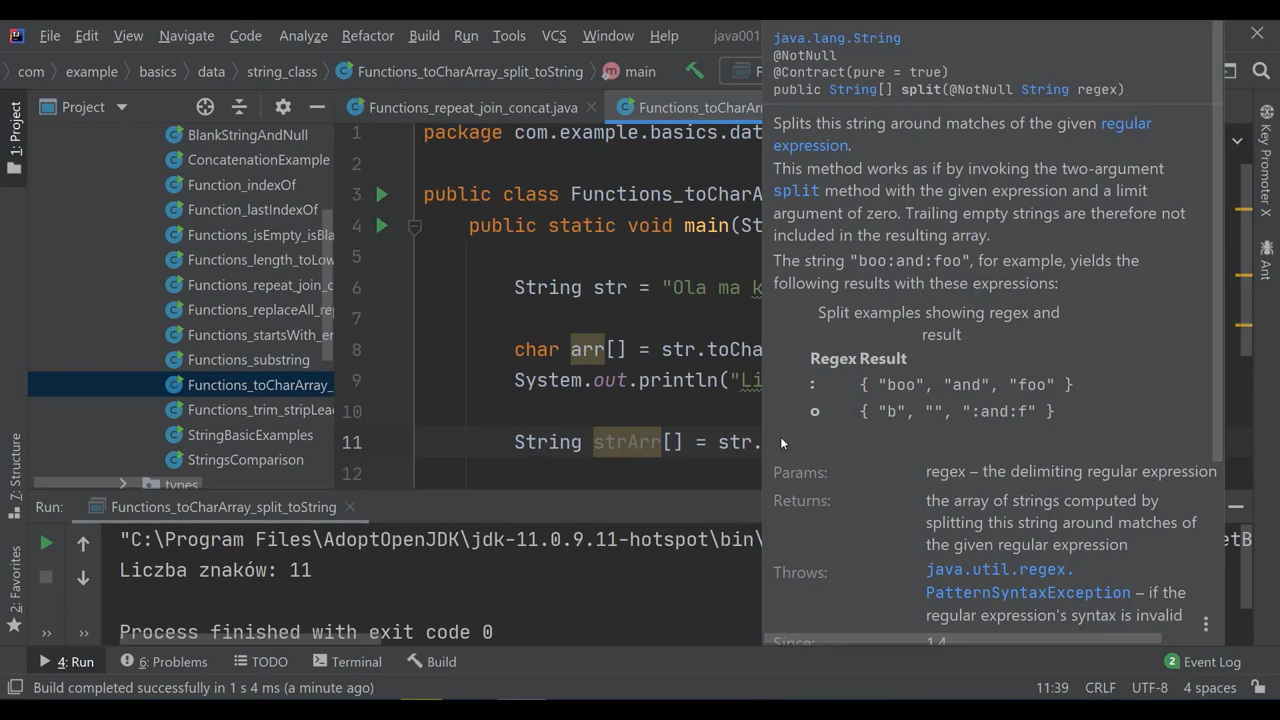 File Edit View Navigate Code Analyze Refactor Build Run Tools VCS Window Help java001
com example basics data string_class Functions_toCharArray_split_toString main
Project
Functions_repeat_join_concat.java
Functions_toCharArr
1: Project
7: Structure
2: Favorites
Key Promoter X
Ant
BlankStringAndNull
ConcatenationExample
Function_indexOf
Function_lastIndexOf
Functions_isEmpty_isBla
Functions_length_toLow
Functions_repeat_join_c
Functions_replaceAll_re
Functions_startsWith_en
Functions_substring
Functions_toCharArray_
Functions_trim_stripLea
StringBasicExamples
StringsComparison
types
1 package com.example.basics.dat
2
3 public class Functions_toCharA
4 public static void main(St
5
6 String str = "Ola ma k
7
8 char arr[] = str.toCha
9 System.out.println("Li
10
11 String strArr[] = str.
12
java.lang.String
@NotNull
@Contract(pure = true)
public String[] split(@NotNull String regex)
Splits this string around matches of the given regular
expression.
This method works as if by invoking the two-argument
split method with the given expression and a limit
argument of zero. Trailing empty strings are therefore not
included in the resulting array.
The string "boo:and:foo", for example, yields the
following results with these expressions:
Split examples showing regex and
result
Regex Result
: { "boo", "and", "foo" }
o { "b", "", ":and:f" }
Params: regex – the delimiting regular expression
Returns: the array of strings computed by
splitting this string around matches of
the given regular expression
Throws: java.util.regex.
PatternSyntaxException – if the
regular expression's syntax is invalid
Since: 1.4
Run: Functions_toCharArray_split_toString
"C:\Program Files\AdoptOpenJDK\jdk-11.0.9.11-hotspot\bin\
etB
Liczba znaków: 11
Process finished with exit code 0
4: Run 6: Problems TODO Terminal Build 2 Event Log
Build completed successfully in 1 s 4 ms (a minute ago) 11:39 CRLF UTF-8 4 spaces